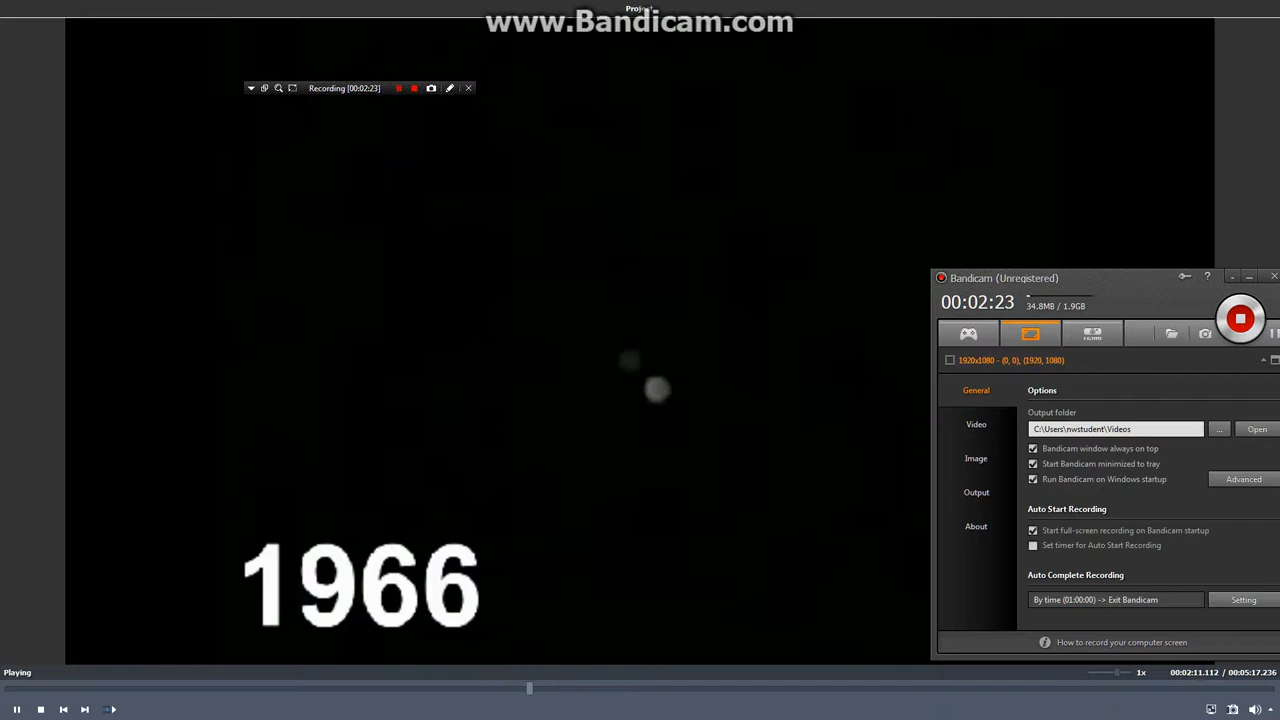 Project
www.Bandicam.com
Recording [00:02:23]
Bandicam (Unregistered)
00:02:23
34.8MB / 1.9GB
HDMI
1920x1080 - (0, 0), (1920, 1080)
General
Video
Image
Output
About
Options
Output folder
C:\Users\nwstudent\Videos
...
Open
Bandicam window always on top
Start Bandicam minimized to tray
Run Bandicam on Windows startup
Advanced
Auto Start Recording
Start full-screen recording on Bandicam startup
Set timer for Auto Start Recording
Auto Complete Recording
By time (01:00:00) -> Exit Bandicam
Setting
How to record your computer screen
1966
Playing
1x
00:02:11.112 / 00:05:17.236